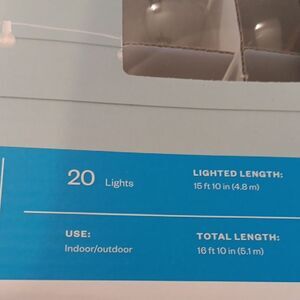 20 Lights
LIGHTED LENGTH:
15 ft 10 in (4.8 m)
USE:
Indoor/outdoor
TOTAL LENGTH:
16 ft 10 in (5.1 m)